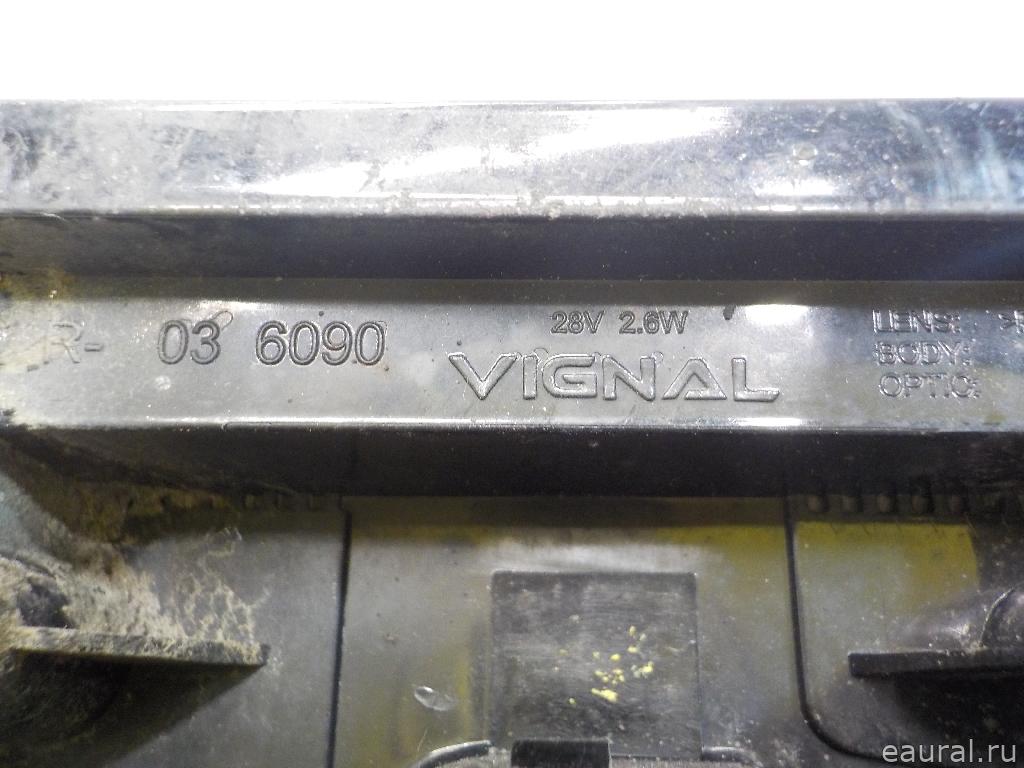 R- 03 6090
28V 2.6W
VIGNAL
LENS:
BODY:
OPTIC:
eaural.ru